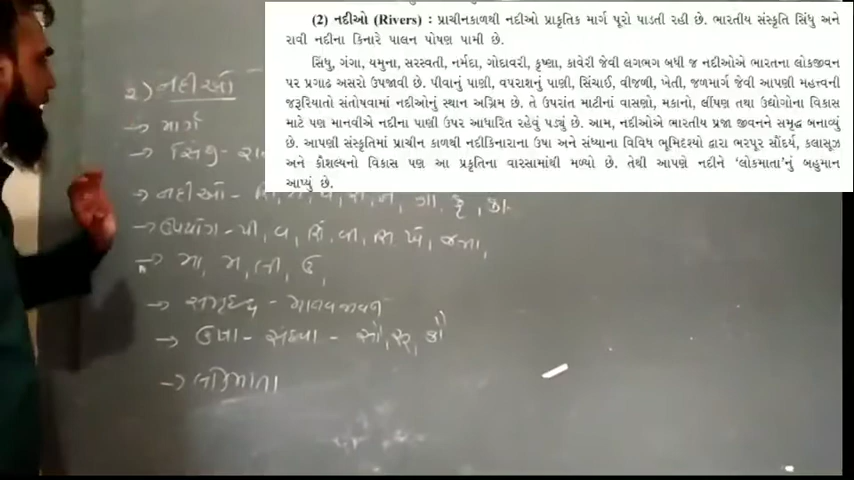 (2) નદીઓ (Rivers) : પ્રાચીનકાળથી નદીઓ પ્રાકૃતિક માર્ગ પૂરો પાડતી રહી છે. ભારતીય સંસ્કૃતિ સિંધુ અને
રાવી નદીના કિનારે પાલન પોષણ પામી છે.
સિંધુ, ગંગા, યમુના, સરસ્વતી, નર્મદા, ગોદાવરી, કૃષ્ણા, કાવેરી જેવી લગભગ બધી જ નદીઓએ ભારતના લોકજીવન
પર પ્રગાઢ અસરો ઉપજાવી છે. પીવાનું પાણી, વપરાશનું પાણી, સિંચાઈ, વીજળી, ખેતી, જળમાર્ગ જેવી આપણી મહત્ત્વની
જરૂરિયાતો સંતોષવામાં નદીઓનું સ્થાન અગ્રિમ છે. તે ઉપરાંત માટીનાં વાસણો, મકાનો, લીંપણ તથા ઉદ્યોગોના વિકાસ
માટે પણ માનવીએ નદીના પાણી ઉપર આધારિત રહેવું પડ્યું છે. આમ, નદીઓએ ભારતીય પ્રજા જીવનને સમૃદ્ધ બનાવ્યું
છે. આપણી સંસ્કૃતિમાં પ્રાચીન કાળથી નદીકિનારાના ઉષા અને સંધ્યાના વિવિધ ભૂમિદશ્યો દ્વારા ભરપૂર સૌંદર્ય, કલાસૂઝ
અને કૌશલ્યનો વિકાસ પણ આ પ્રકૃતિના વારસામાંથી મળ્યો છે. તેથી આપણે નદીને ‘લોકમાતા’નું બહુમાન
આપ્યું છે.
૨) નદીઓ -
→ માર્ગ
→ સિંધુ -
→ નદીઓ -
→ ઉપયોગ - પી, વ, સિં, વી,
→ મા, મ, લી, ઉ,
→ સમૃદ્ધ - માનવજીવન
→ ઉષા - સંધ્યા - સૌ, સૂ, કૌ
→ લોકમાતા